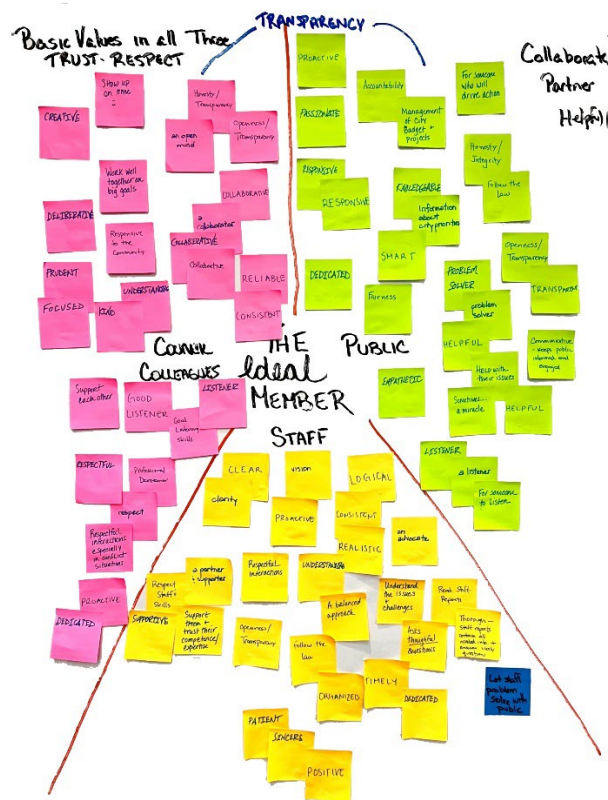 TRANSPARENCY
Basic Values in all Three
TRUST - RESPECT
Collaborate
Partner
Helpful
Show up
on time
CREATIVE
Honesty/
Transparency
an open
mind
Openness/
Transparency
Work well
together on
big goals
COLLABORATIVE
DELIBERATIVE
Responsive
to the
Community
a
collaborator
COLLABORATIVE
Collaborative
PRUDENT
UNDERSTANDING
RELIABLE
FOCUSED
KIND
CONSISTENT
PROACTIVE
Accountability
For someone
who will
drive action
PASSIONATE
Management
of City
Budget +
projects
Honesty/
Integrity
RESPONSIVE
RESPONSIVE
Information
about
city priorities
Follow the
Law
DEDICATED
SMART
Openness/
Transparency
PROBLEM
SOLVER
TRANSPARENT
Fairness
problem
solver
HELPFUL
Communicative
- keeps public
informed and
engaged
EMPATHETIC
Help with
their issues
Sometimes
a miracle
HELPFUL
LISTENER
a listener
For someone
to listen
COUNCIL
COLLEAGUES
THE
Ideal
MEMBER
PUBLIC
STAFF
Support
each other
GOOD
LISTENER
LISTENER
Good
Listening
skills
RESPECTFUL
Professional
Demeanor
respect
Respectful
interactions
especially
in conflict
situations
PROACTIVE
DEDICATED
CLEAR
vision
LOGICAL
clarity
PROACTIVE
CONSISTENT
REALISTIC
an
advocate
Respect
Staff's
skills
a partner
+ supporter
Respectful
interactions
UNDERSTANDING
Understand
the issues
+
challenges
Read Staff
Reports
SUPPORTIVE
Support
them +
trust their
competence/
expertise
Openness/
Transparency
A balanced
approach
Follow the
law
Asks
thoughtful
questions
Thorough -
staff reports
TIMELY
ORGANIZED
DEDICATED
Let staff
problem
solve with
public
PATIENT
SINCERE
POSITIVE